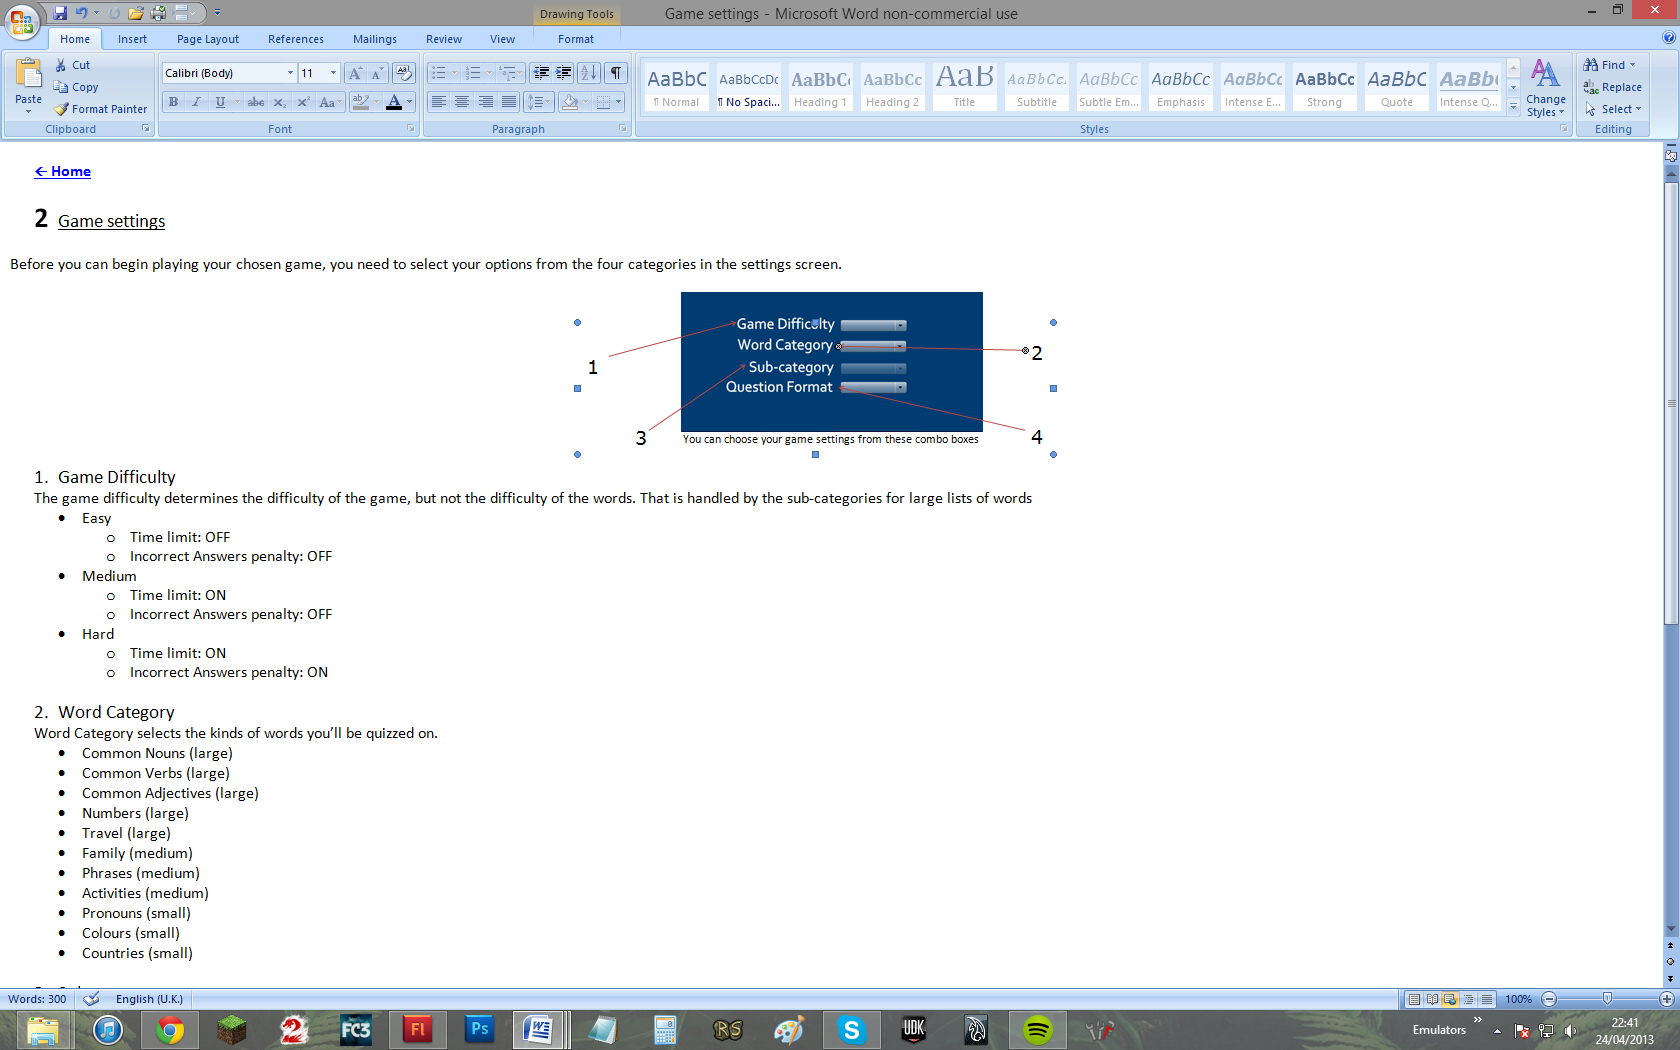 Drawing Tools
Game settings - Microsoft Word non-commercial use
Home Insert Page Layout References Mailings Review View Format
Paste
Cut
Copy
Format Painter
Clipboard
Calibri (Body) 11
Font
Paragraph
AaBbC AaBbCcDc AaBbC AaBbCc AaB AaBbCc. AaBbCc AaBbCc AaBbCc AaBbCc AaBbC AaBb
¶ Normal ¶ No Spaci... Heading 1 Heading 2 Title Subtitle Subtle Em... Emphasis Intense E... Strong Quote Intense Q...
Change Styles
Styles
Find
Replace
Select
Editing
← Home
2 Game settings
Before you can begin playing your chosen game, you need to select your options from the four categories in the settings screen.
Game Difficulty
Word Category
Sub-category
Question Format
1
2
3
4
You can choose your game settings from these combo boxes
1. Game Difficulty
The game difficulty determines the difficulty of the game, but not the difficulty of the words. That is handled by the sub-categories for large lists of words
• Easy
o Time limit: OFF
o Incorrect Answers penalty: OFF
• Medium
o Time limit: ON
o Incorrect Answers penalty: OFF
• Hard
o Time limit: ON
o Incorrect Answers penalty: ON
2. Word Category
Word Category selects the kinds of words you’ll be quizzed on.
• Common Nouns (large)
• Common Verbs (large)
• Common Adjectives (large)
• Numbers (large)
• Travel (large)
• Family (medium)
• Phrases (medium)
• Activities (medium)
• Pronouns (small)
• Colours (small)
• Countries (small)
Words: 300 English (U.K.) 100%
FC3 Fl Ps W RS S UDK
Emulators
22:41
24/04/2013